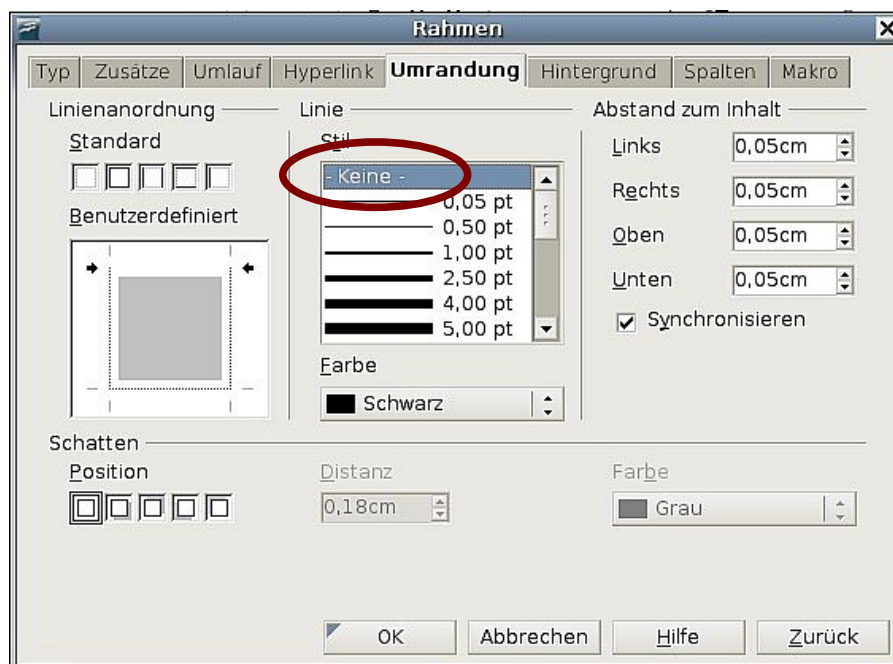 Rahmen
Typ Zusätze Umlauf Hyperlink Umrandung Hintergrund Spalten Makro
Linienanordnung
Standard
Benutzerdefiniert
Linie
Stil
- Keine -
0,05 pt
0,50 pt
1,00 pt
2,50 pt
4,00 pt
5,00 pt
Farbe
Schwarz
Abstand zum Inhalt
Links 0,05cm
Rechts 0,05cm
Oben 0,05cm
Unten 0,05cm
Synchronisieren
Schatten
Position
Distanz
0,18cm
Farbe
Grau
OK Abbrechen Hilfe Zurück